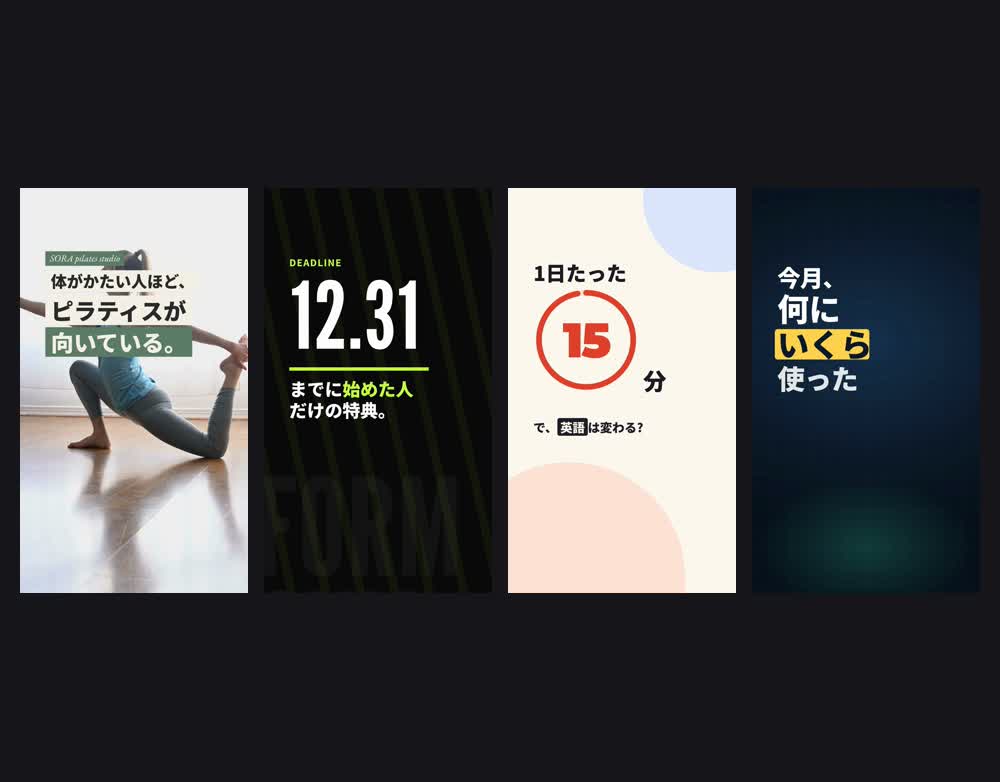 SORA pilates studio
体がかたい人ほど、
ピラティスが
向いている。
DEADLINE
12.31
までに始めた人
だけの特典。
FORM
1日たった
15
分
で、英語は変わる?
今月、
何に
いくら
使った